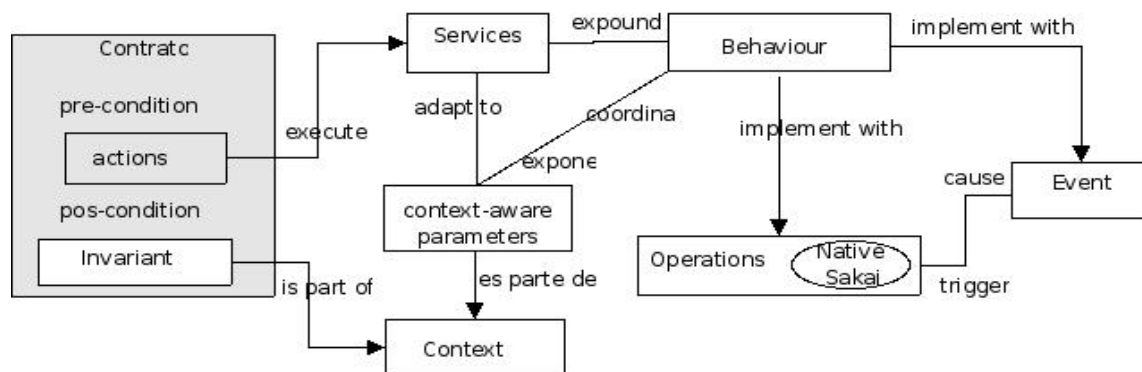 Contratc
pre-condition
actions
pos-condition
Invariant
execute
is part of
Services
expound
Behaviour
implement with
adapt to
coordina
expone
implement with
context-aware
parameters
es parte de
Context
Operations
Native
Sakai
cause
Event
trigger